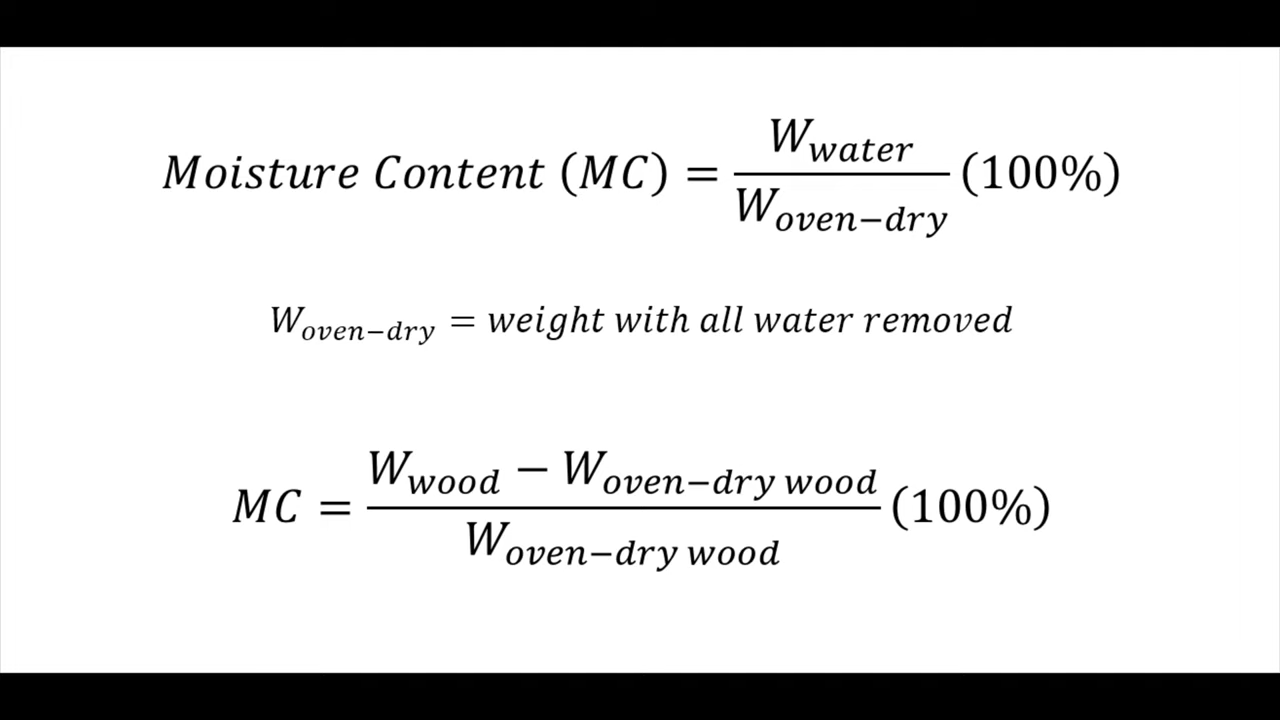 Moisture Content (MC) = W_water / W_oven−dry (100%)
W_oven−dry = weight with all water removed
MC = W_wood − W_oven−dry wood / W_oven−dry wood (100%)